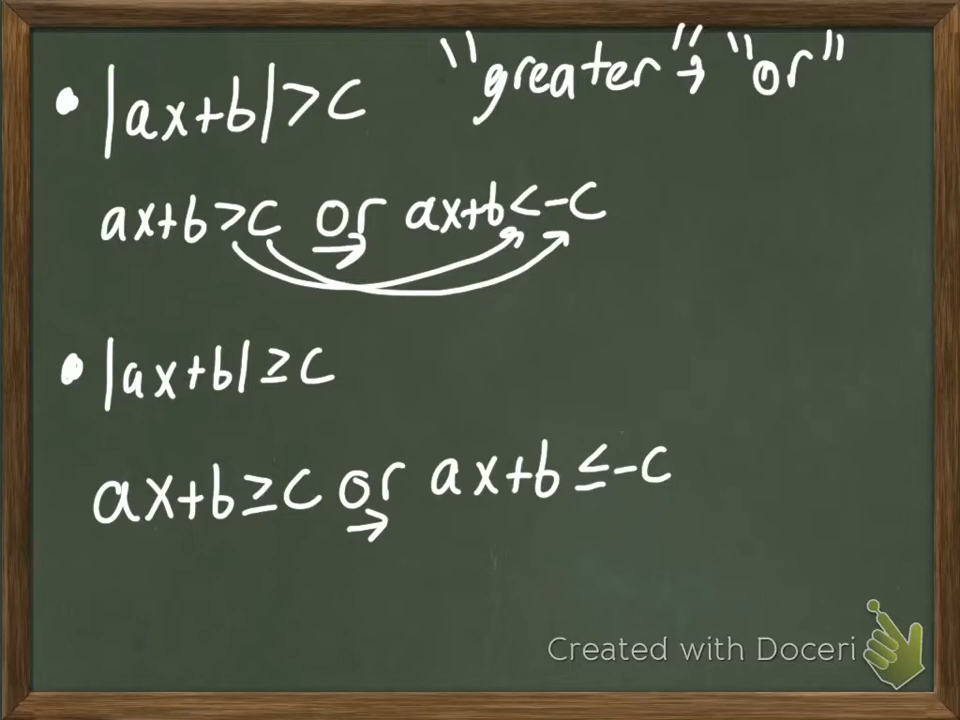 • |ax+b|>c "greater" → "or"
ax+b>c or ax+b<-c
• |ax+b|≥c
ax+b≥c or ax+b≤-c
Created with Doceri